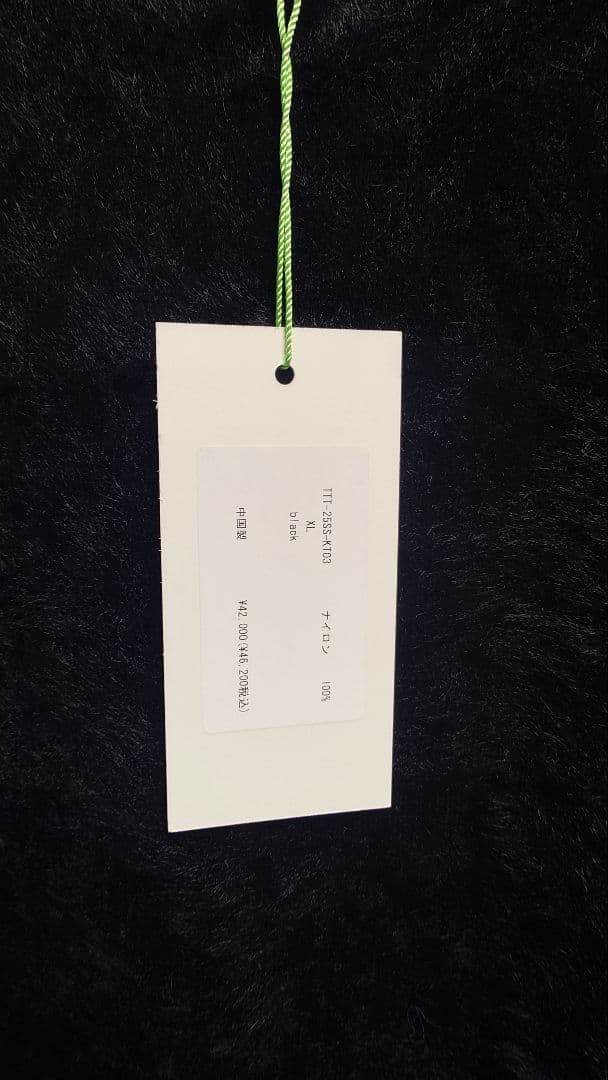 TTT-25SS-KT03 ナイロン 100%
XL
black
中国製 ¥42,000(¥46,200税込)